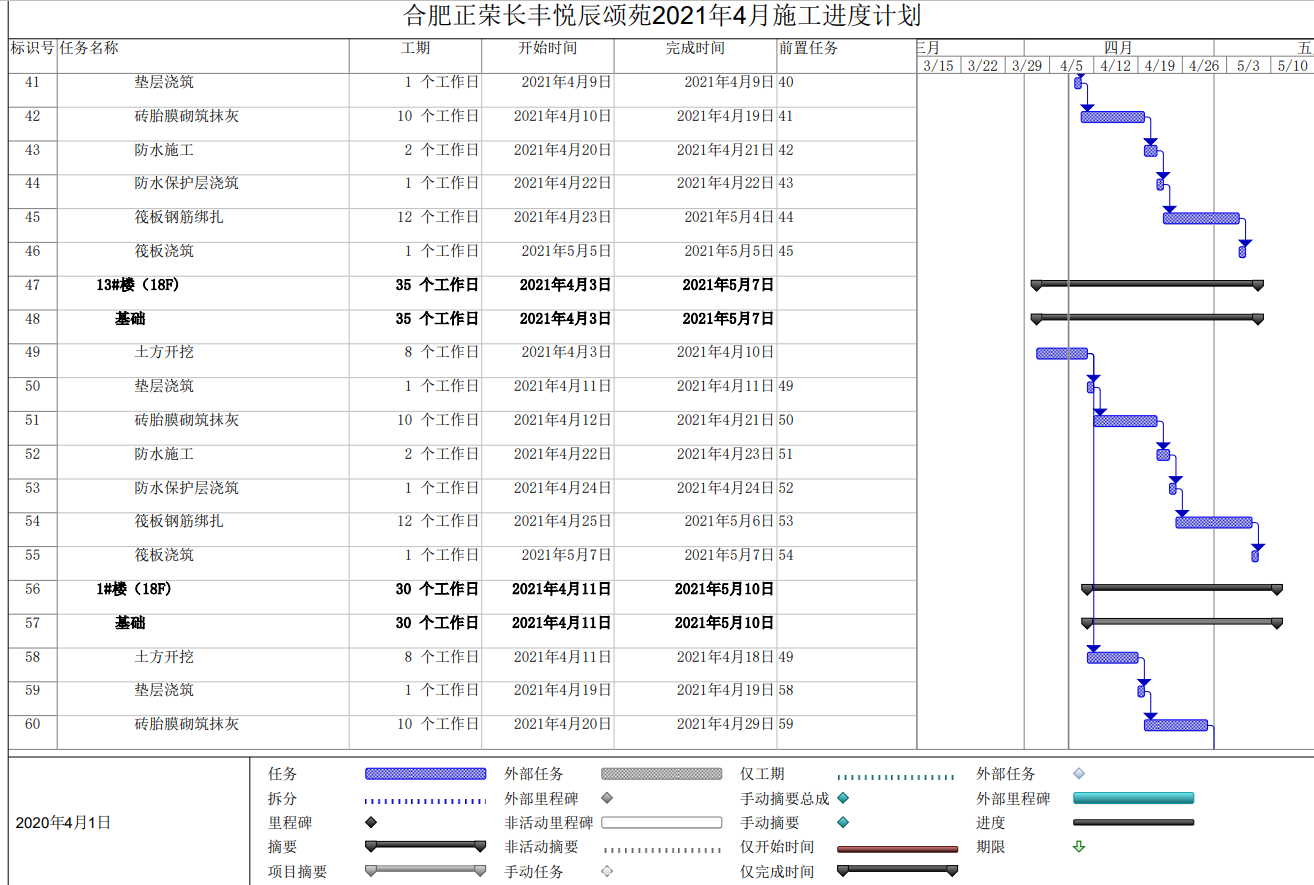 合肥正荣长丰悦辰颂苑2021年4月施工进度计划
标识号 任务名称 工期 开始时间 完成时间 前置任务 三月 四月 五
3/15 3/22 3/29 4/5 4/12 4/19 4/26 5/3 5/10
41 垫层浇筑 1 个工作日 2021年4月9日 2021年4月9日 40
42 砖胎膜砌筑抹灰 10 个工作日 2021年4月10日 2021年4月19日 41
43 防水施工 2 个工作日 2021年4月20日 2021年4月21日 42
44 防水保护层浇筑 1 个工作日 2021年4月22日 2021年4月22日 43
45 筏板钢筋绑扎 12 个工作日 2021年4月23日 2021年5月4日 44
46 筏板浇筑 1 个工作日 2021年5月5日 2021年5月5日 45
47 13#楼（18F） 35 个工作日 2021年4月3日 2021年5月7日
48 基础 35 个工作日 2021年4月3日 2021年5月7日
49 土方开挖 8 个工作日 2021年4月3日 2021年4月10日
50 垫层浇筑 1 个工作日 2021年4月11日 2021年4月11日 49
51 砖胎膜砌筑抹灰 10 个工作日 2021年4月12日 2021年4月21日 50
52 防水施工 2 个工作日 2021年4月22日 2021年4月23日 51
53 防水保护层浇筑 1 个工作日 2021年4月24日 2021年4月24日 52
54 筏板钢筋绑扎 12 个工作日 2021年4月25日 2021年5月6日 53
55 筏板浇筑 1 个工作日 2021年5月7日 2021年5月7日 54
56 1#楼（18F） 30 个工作日 2021年4月11日 2021年5月10日
57 基础 30 个工作日 2021年4月11日 2021年5月10日
58 土方开挖 8 个工作日 2021年4月11日 2021年4月18日 49
59 垫层浇筑 1 个工作日 2021年4月19日 2021年4月19日 58
60 砖胎膜砌筑抹灰 10 个工作日 2021年4月20日 2021年4月29日 59
2020年4月1日
任务 外部任务 仅工期 外部任务
拆分 外部里程碑 手动摘要总成 外部里程碑
里程碑 非活动里程碑 手动摘要 进度
摘要 非活动摘要 仅开始时间 期限
项目摘要 手动任务 仅完成时间